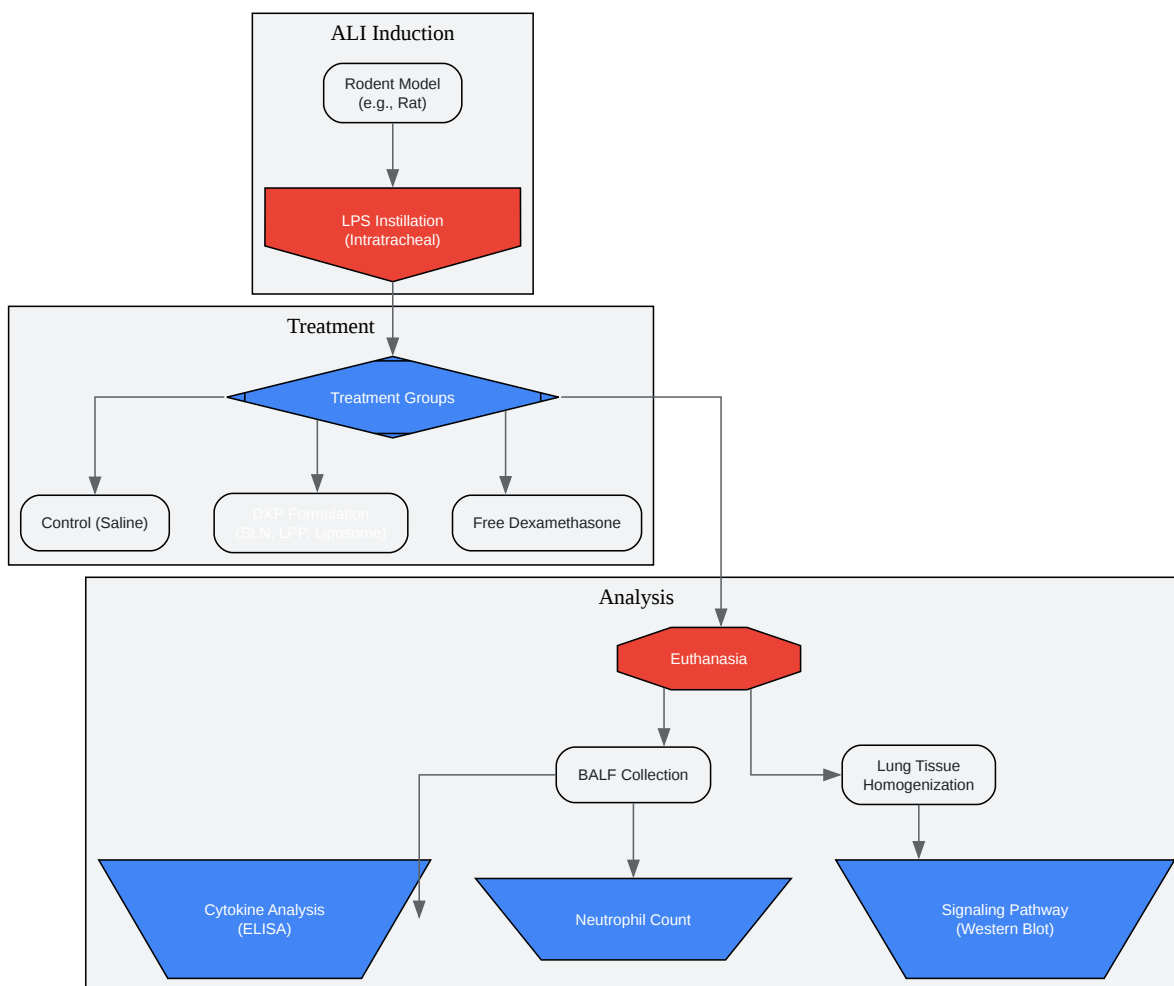 ALI Induction
Rodent Model
(e.g., Rat)
LPS Instillation
(Intratracheal)
Treatment
Treatment Groups
Control (Saline)
DXP Formulation
(SLN, LPP, Liposome)
Free Dexamethasone
Analysis
Euthanasia
BALF Collection
Lung Tissue
Homogenization
Cytokine Analysis
(ELISA)
Neutrophil Count
Signaling Pathway
(Western Blot)